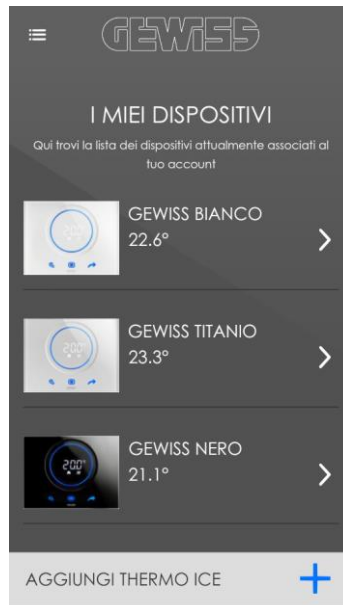 GEWISS
I MIEI DISPOSITIVI
Qui trovi la lista dei dispositivi attualmente associati al
tuo account
GEWISS BIANCO
22.6°
GEWISS TITANIO
23.3°
GEWISS NERO
21.1°
AGGIUNGI THERMO ICE